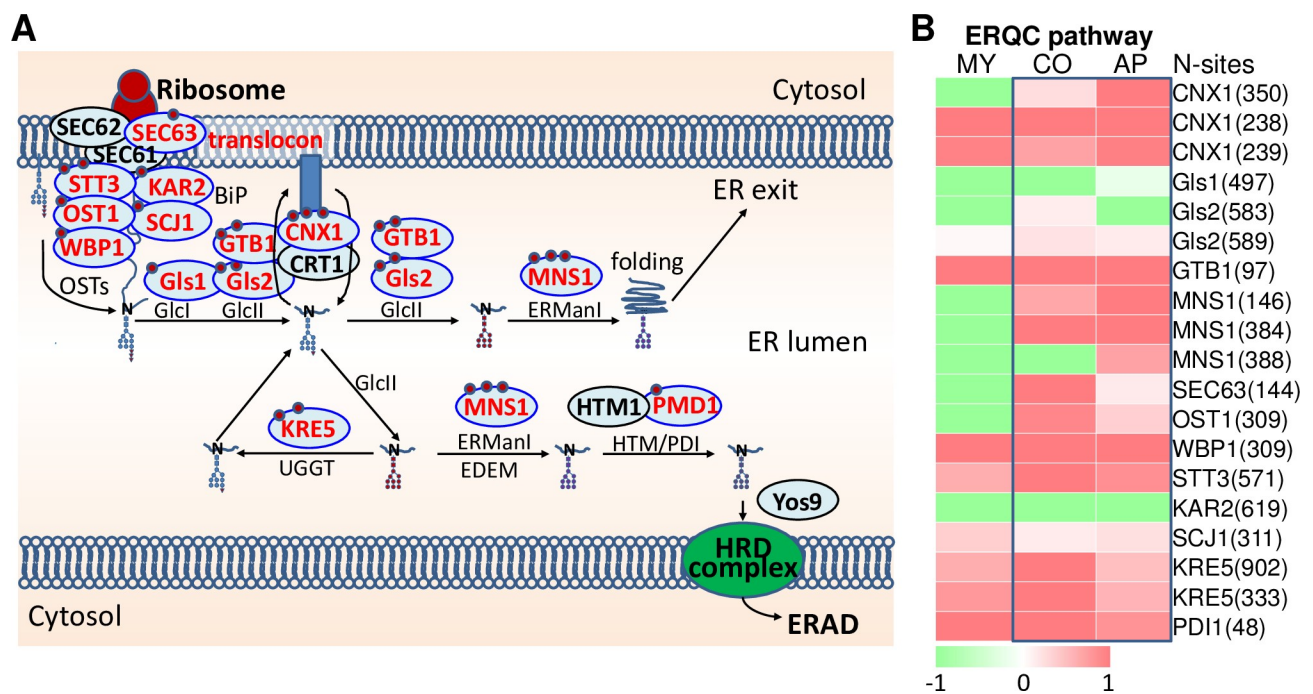 A
Ribosome
Cytosol
SEC62
SEC63
translocon
SEC61
STT3
KAR2
BiP
ER exit
OST1
SCJ1
GTB1
CNX1
GTB1
WBP1
CRT1
folding
OSTs
Gls1
Gls2
Gls2
MNS1
N
GlcI
GlcII
N
GlcII
N
ERManI
N
ER lumen
GlcII
MNS1
HTM1
PMD1
KRE5
N
UGGT
N
ERManI
EDEM
N
HTM/PDI
N
Yos9
HRD
complex
Cytosol
ERAD
B
ERQC pathway
MY CO AP N-sites
CNX1(350)
CNX1(238)
CNX1(239)
Gls1(497)
Gls2(583)
Gls2(589)
GTB1(97)
MNS1(146)
MNS1(384)
MNS1(388)
SEC63(144)
OST1(309)
WBP1(309)
STT3(571)
KAR2(619)
SCJ1(311)
KRE5(902)
KRE5(333)
PDI1(48)
-1 0 1